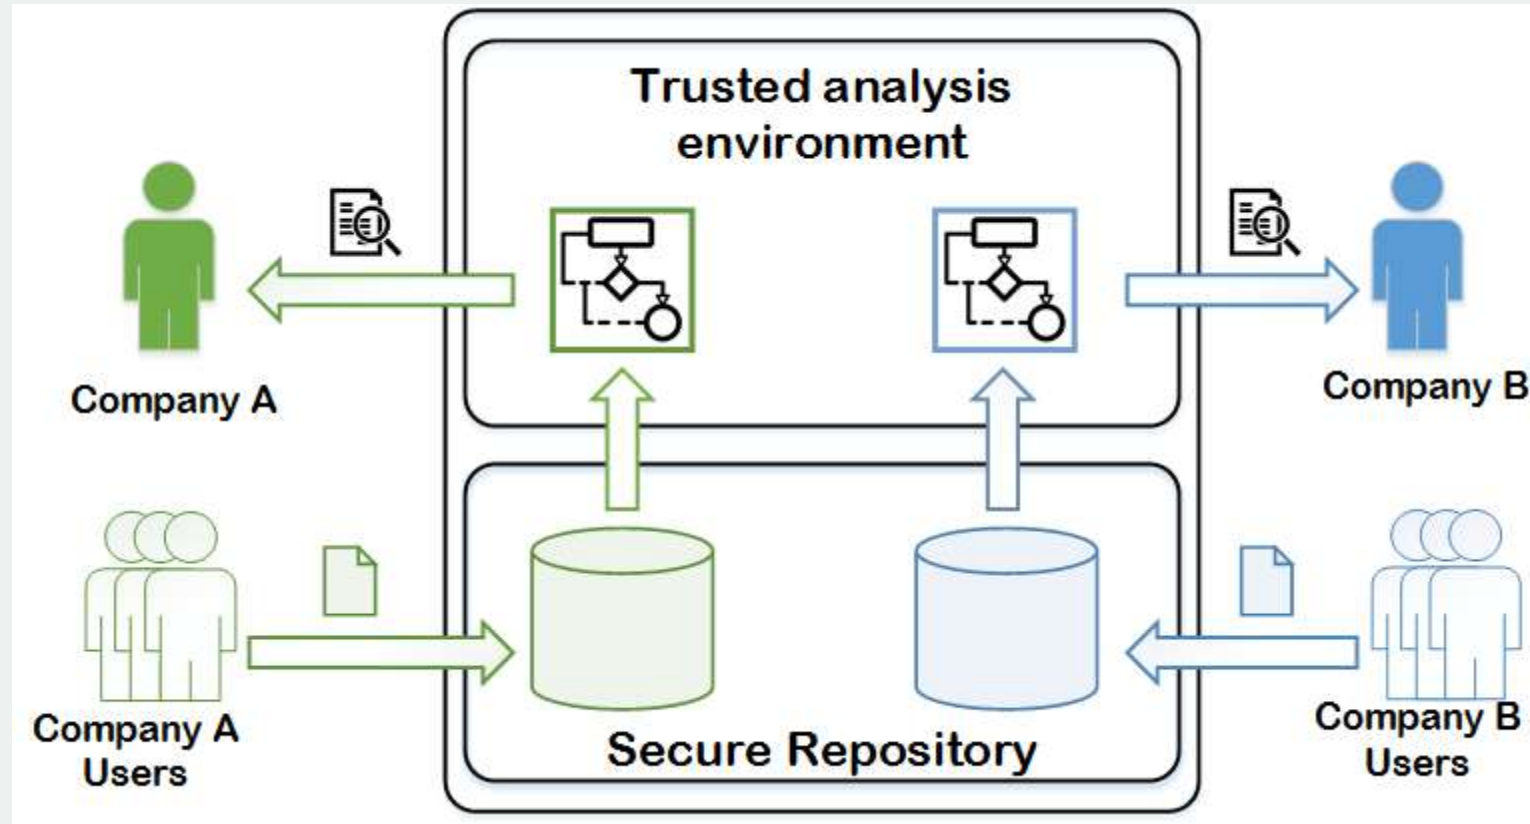 Trusted analysis
environment
Company A
Company B
Company A
Users
Secure Repository
Company B
Users